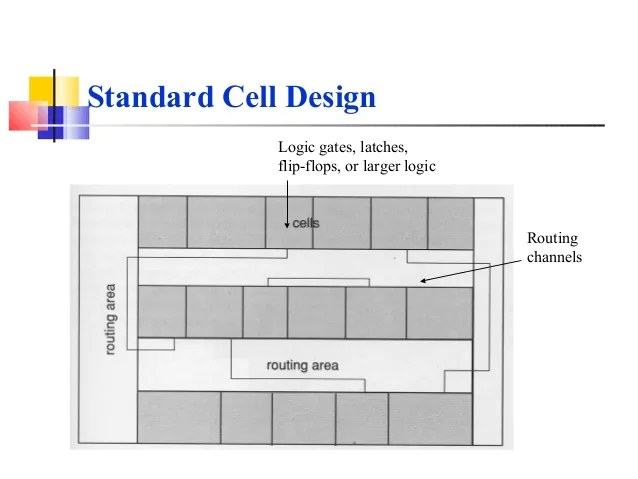 Standard Cell Design
Logic gates, latches,
flip-flops, or larger logic
cells
Routing
channels
routing area
routing area